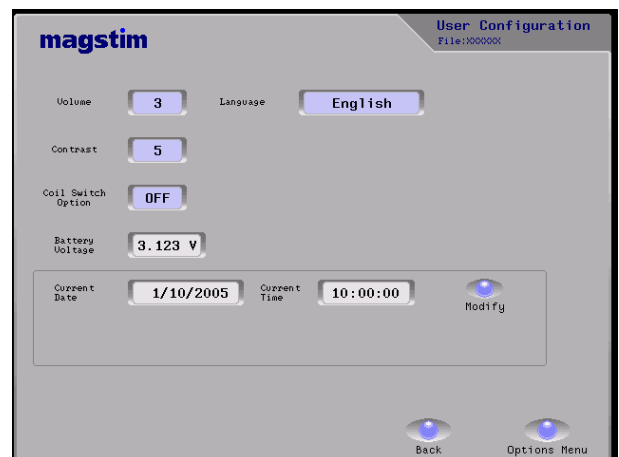 magstim
User Configuration
File:XXXXXX
Volume 3 Language English
Contrast 5
Coil Switch
Option
OFF
Battery
Voltage
3.123 V
Current
Date
1/10/2005
Current
Time
10:00:00
Modify
Back Options Menu